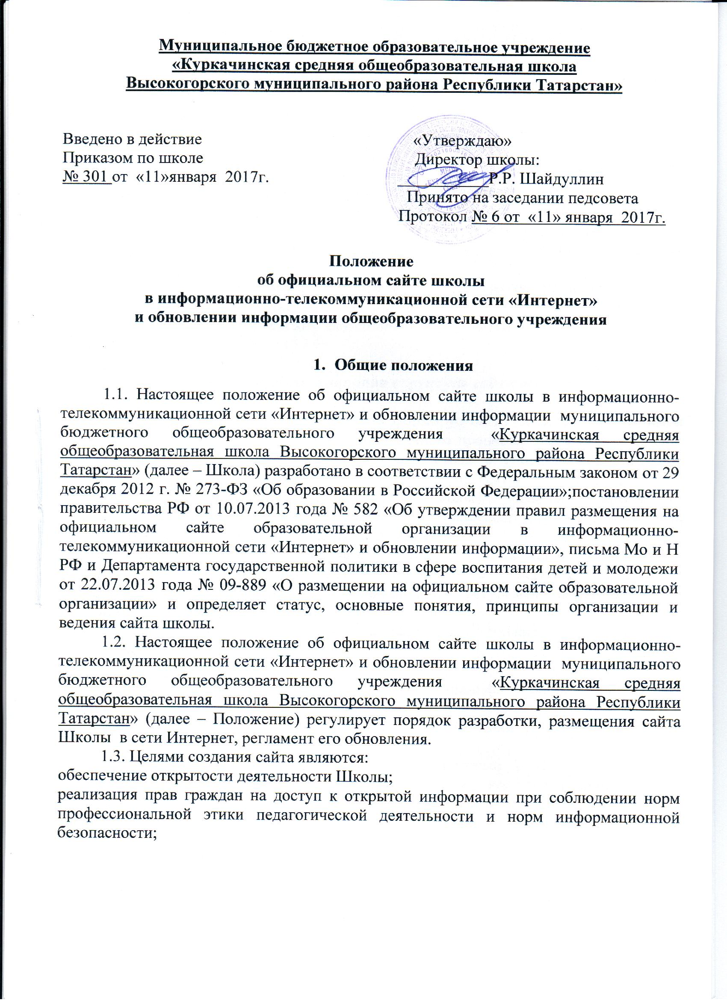 Муниципальное бюджетное образовательное учреждение
«Куркачинская средняя общеобразовательная школа
Высокогорского муниципального района Республики Татарстан»
Введено в действие
Приказом по школе
№ 301 от «11»января 2017г.
«Утверждаю»
Директор школы:
Р.Р. Шайдуллин
Принято на заседании педсовета
Протокол № 6 от «11» января 2017г.
Положение
об официальном сайте школы
в информационно-телекоммуникационной сети «Интернет»
и обновлении информации общеобразовательного учреждения
1. Общие положения
1.1. Настоящее положение об официальном сайте школы в информационно-
телекоммуникационной сети «Интернет» и обновлении информации муниципального
бюджетного общеобразовательного учреждения «Куркачинская средняя
общеобразовательная школа Высокогорского муниципального района Республики
Татарстан» (далее – Школа) разработано в соответствии с Федеральным законом от 29
декабря 2012 г. № 273-ФЗ «Об образовании в Российской Федерации»;постановлении
правительства РФ от 10.07.2013 года № 582 «Об утверждении правил размещения на
официальном сайте образовательной организации в информационно-
телекоммуникационной сети «Интернет» и обновлении информации», письма Мо и Н
РФ и Департамента государственной политики в сфере воспитания детей и молодежи
от 22.07.2013 года № 09-889 «О размещении на официальном сайте образовательной
организации» и определяет статус, основные понятия, принципы организации и
ведения сайта школы.
1.2. Настоящее положение об официальном сайте школы в информационно-
телекоммуникационной сети «Интернет» и обновлении информации муниципального
бюджетного общеобразовательного учреждения «Куркачинская средняя
общеобразовательная школа Высокогорского муниципального района Республики
Татарстан» (далее – Положение) регулирует порядок разработки, размещения сайта
Школы в сети Интернет, регламент его обновления.
1.3. Целями создания сайта являются:
обеспечение открытости деятельности Школы;
реализация прав граждан на доступ к открытой информации при соблюдении норм
профессиональной этики педагогической деятельности и норм информационной
безопасности;